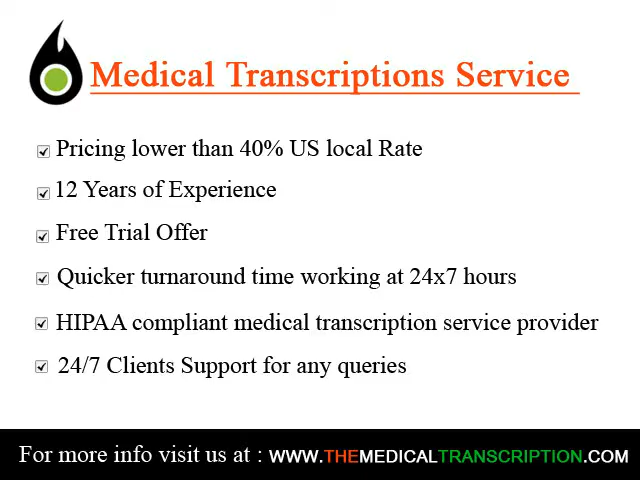 Medical Transcriptions Service
Pricing lower than 40% US local Rate
12 Years of Experience
Free Trial Offer
Quicker turnaround time working at 24x7 hours
HIPAA compliant medical transcription service provider
24/7 Clients Support for any queries
For more info visit us at : WWW.THEMEDICALTRANSCRIPTION.COM